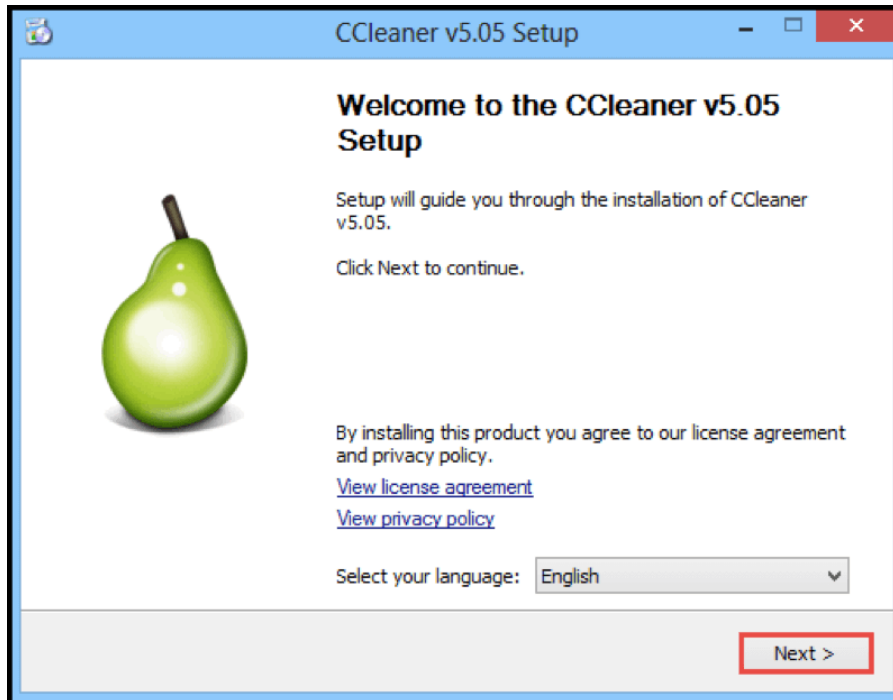 CCleaner v5.05 Setup
Welcome to the CCleaner v5.05
Setup
Setup will guide you through the installation of CCleaner
v5.05.
Click Next to continue.
By installing this product you agree to our license agreement
and privacy policy.
View license agreement
View privacy policy
Select your language: English
Next >